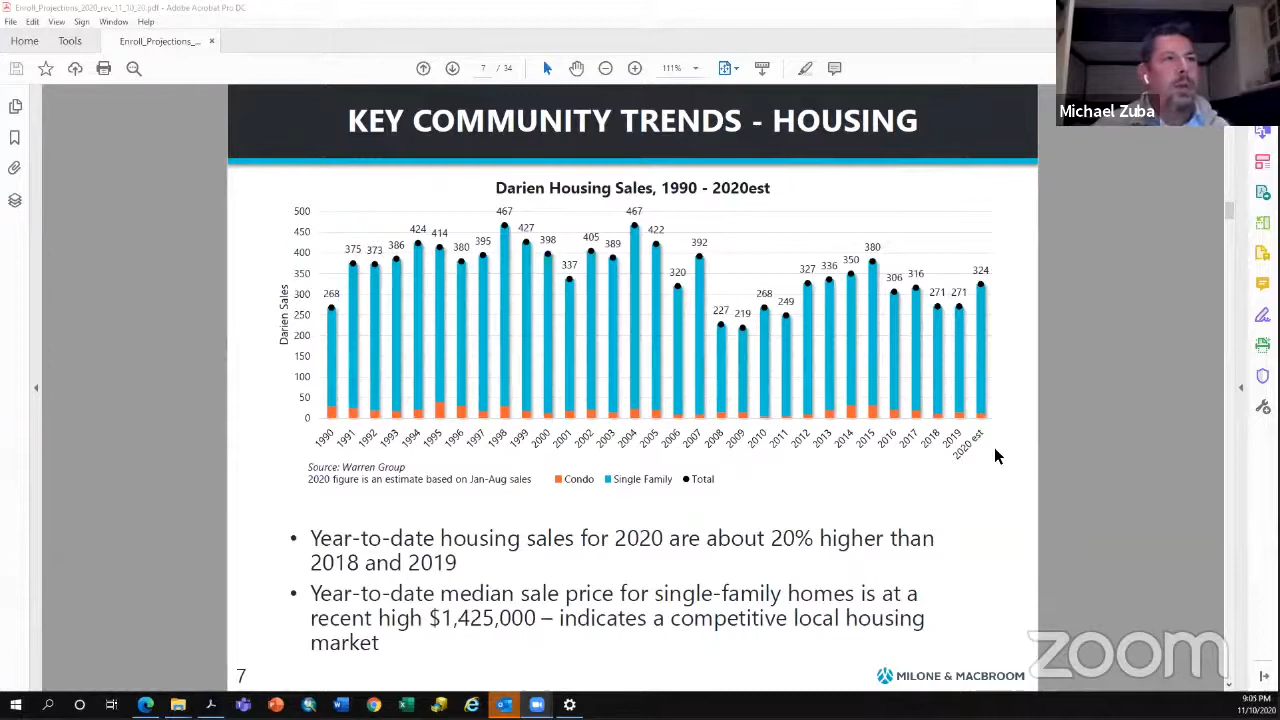 Enroll_Projections_2020_rev_11_10_20.pdf - Adobe Acrobat Pro DC
File Edit View Sign Window Help
Home Tools Enroll_Projections_... ×
7 / 34 111%
Michael Zuba
KEY COMMUNITY TRENDS - HOUSING
Darien Housing Sales, 1990 - 2020est
Darien Sales
500
450
400
350
300
250
200
150
100
50
0
268 375 373 386 424 414 380 395 467 427 398 337 405 389 467 422 320 392 227 219 268 249 327 336 350 380 306 316 271 271 324
1990 1991 1992 1993 1994 1995 1996 1997 1998 1999 2000 2001 2002 2003 2004 2005 2006 2007 2008 2009 2010 2011 2012 2013 2014 2015 2016 2017 2018 2019 2020 est
Source: Warren Group
2020 figure is an estimate based on Jan-Aug sales
Condo Single Family Total
• Year-to-date housing sales for 2020 are about 20% higher than
2018 and 2019
• Year-to-date median sale price for single-family homes is at a
recent high $1,425,000 – indicates a competitive local housing
market
7
MILONE & MACBROOM
zoom
9:05 PM
11/10/2020